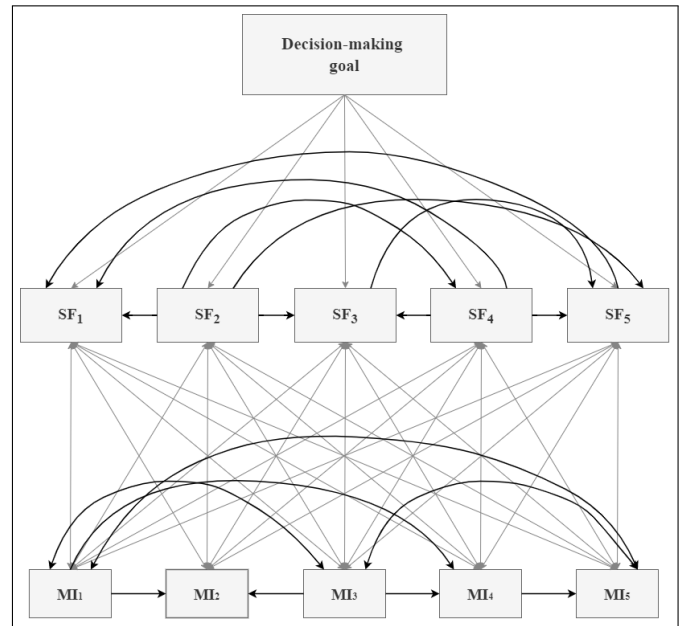 Decision-making
goal
SF₁ SF₂ SF₃ SF₄ SF₅
MI₁ MI₂ MI₃ MI₄ MI₅